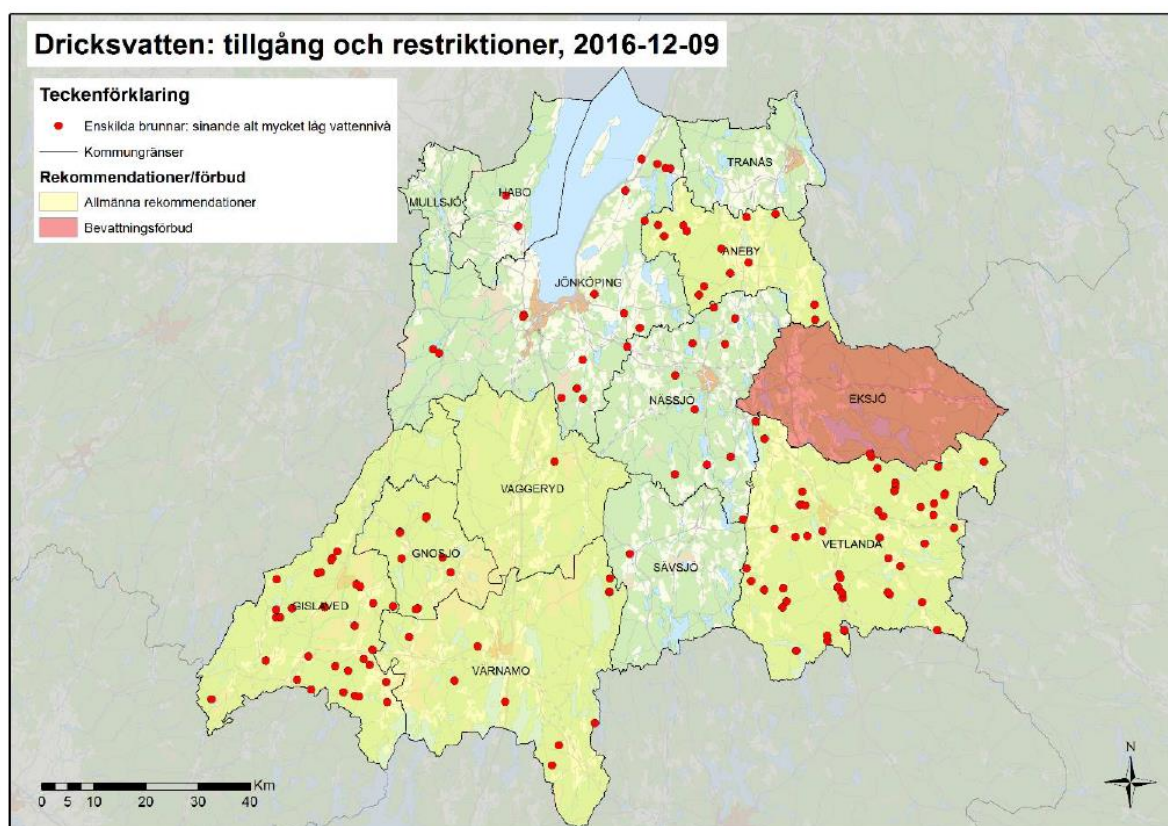 Dricksvatten: tillgång och restriktioner, 2016-12-09
Teckenförklaring
Enskilda brunnar: sinande alt mycket låg vattennivå
Kommungränser
Rekommendationer/förbud
Allmänna rekommendationer
Bevattningsförbud
TRANÅS
HABO
MULLSJÖ
ANEBY
JÖNKÖPING
NÄSSJÖ
EKSJÖ
VAGGERYD
GNOSJÖ
VETLANDA
SÄVSJÖ
GISLAVED
VÄRNAMO
N
Km
0 5 10 20 30 40